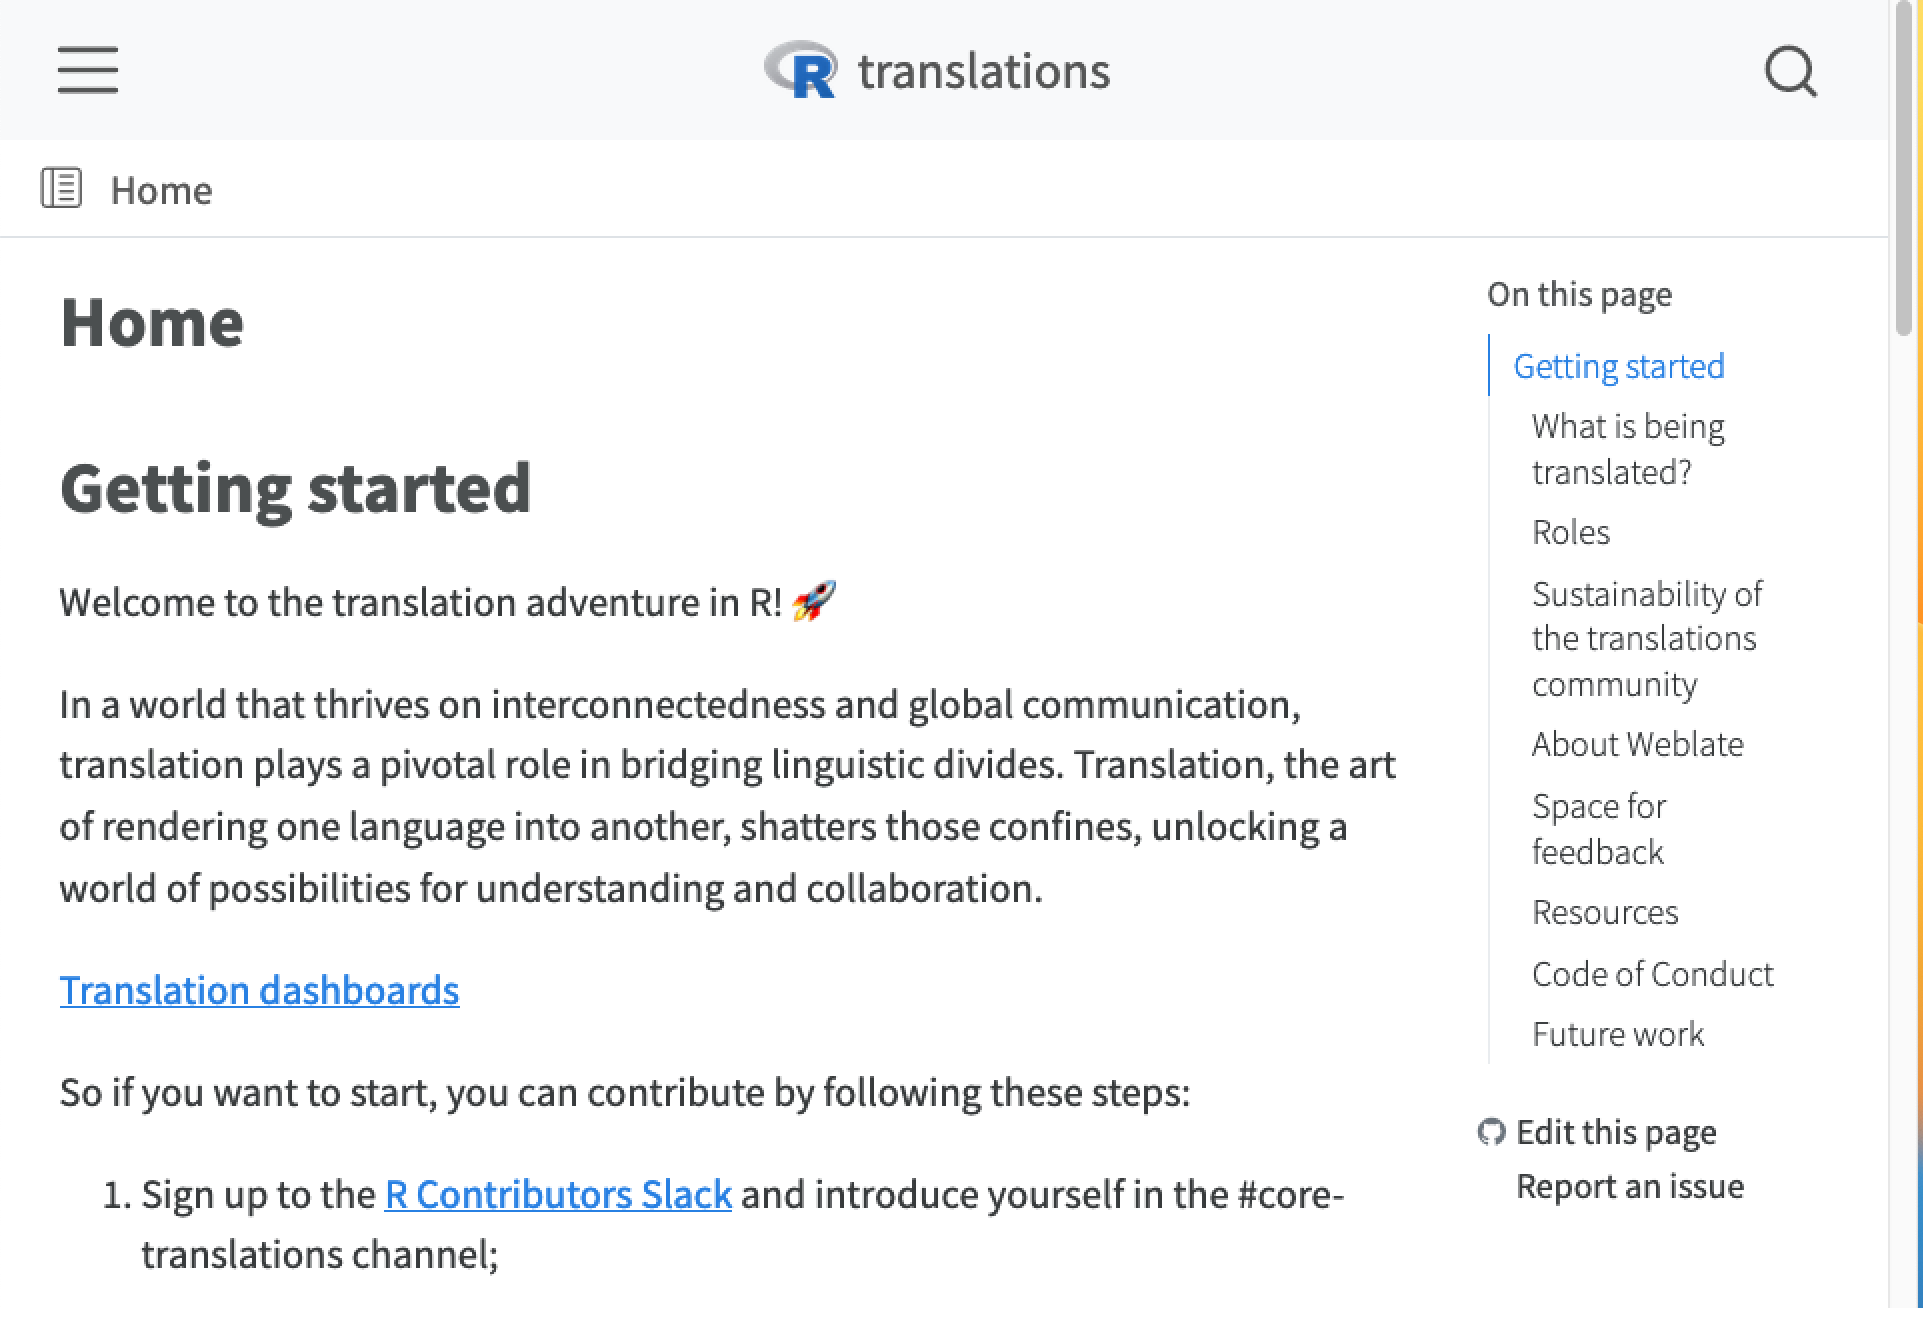 R translations
Home
Home
Getting started
Welcome to the translation adventure in R! 🚀
In a world that thrives on interconnectedness and global communication,
translation plays a pivotal role in bridging linguistic divides. Translation, the art
of rendering one language into another, shatters those confines, unlocking a
world of possibilities for understanding and collaboration.
Translation dashboards
So if you want to start, you can contribute by following these steps:
1. Sign up to the R Contributors Slack and introduce yourself in the #core-
translations channel;
On this page
Getting started
What is being
translated?
Roles
Sustainability of
the translations
community
About Weblate
Space for
feedback
Resources
Code of Conduct
Future work
Edit this page
Report an issue